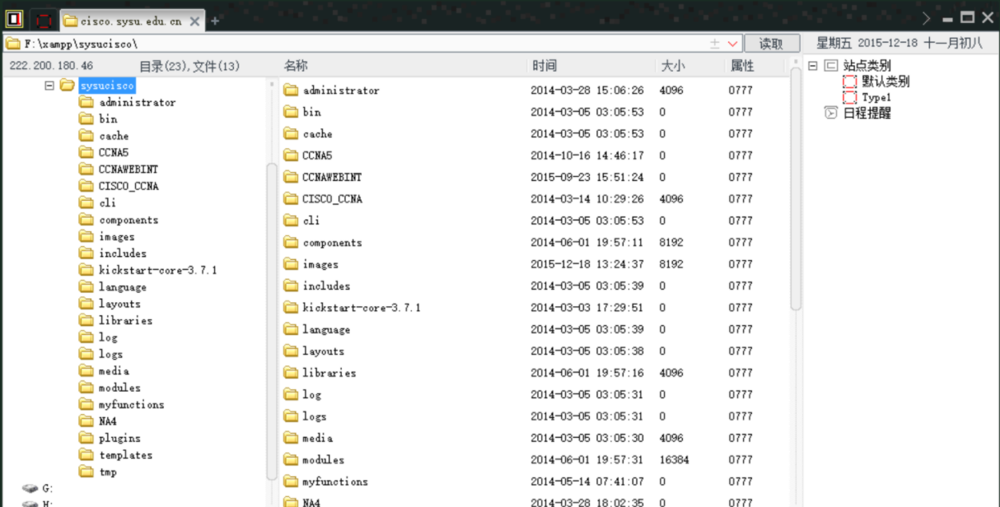 cisco.sysu.edu.cn
F:\xampp\sysucisco\ 读取 星期五 2015-12-18 十一月初八
222.200.180.46 目录(23),文件(13) 名称 时间 大小 属性
sysucisco
administrator
bin
cache
CCNA5
CCNAWEBINT
CISCO_CCNA
cli
components
images
includes
kickstart-core-3.7.1
language
layouts
libraries
log
logs
media
modules
myfunctions
NA4
plugins
templates
tmp
G:
H:
administrator 2014-03-28 15:06:26 4096 0777
bin 2014-03-05 03:05:53 0 0777
cache 2014-03-05 03:05:53 0 0777
CCNA5 2014-10-16 14:46:17 0 0777
CCNAWEBINT 2015-09-23 15:51:24 0 0777
CISCO_CCNA 2014-03-14 10:29:26 4096 0777
cli 2014-03-05 03:05:53 0 0777
components 2014-06-01 19:57:11 8192 0777
images 2015-12-18 13:24:37 8192 0777
includes 2014-03-05 03:05:39 0 0777
kickstart-core-3.7.1 2014-03-03 17:29:51 0 0777
language 2014-03-05 03:05:39 0 0777
layouts 2014-03-05 03:05:38 0 0777
libraries 2014-06-01 19:57:16 4096 0777
log 2014-03-05 03:05:31 0 0777
logs 2014-03-05 03:05:31 0 0777
media 2014-03-05 03:05:30 4096 0777
modules 2014-06-01 19:57:31 16384 0777
myfunctions 2014-05-14 07:41:07 0 0777
NA4 2014-03-28 18:02:35 0 0777
站点类别
默认类别
Type1
日程提醒